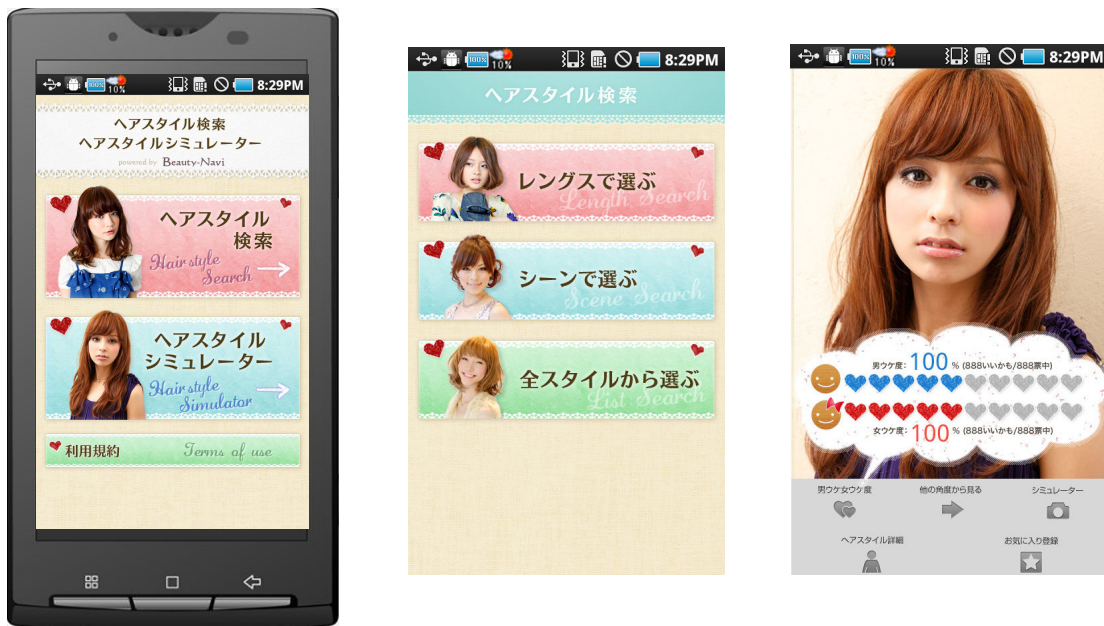 100% 10% 8:29PM
ヘアスタイル検索
ヘアスタイルシミュレーター
powered by Beauty-Navi
ヘアスタイル
検索
Hair style
Search
ヘアスタイル
シミュレーター
Hair style
Simulator
利用規約 Terms of use
100% 10% 8:29PM
ヘアスタイル検索
レングスで選ぶ
Length Search
シーンで選ぶ
Scene Search
全スタイルから選ぶ
List Search
100% 10% 8:29PM
男ウケ度: 100 % (888いいかも/888票中)
女ウケ度: 100 % (888いいかも/888票中)
男ウケ女ウケ度 他の角度から見る シミュレーター
ヘアスタイル詳細 お気に入り登録